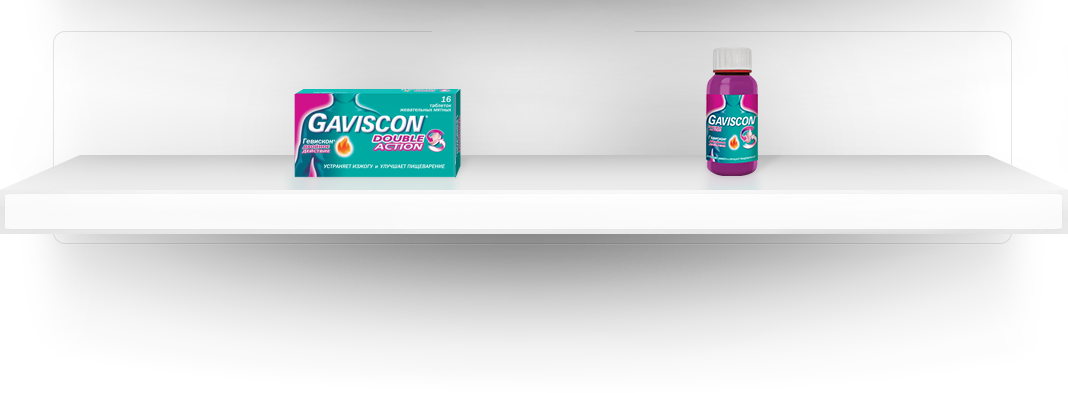 16
таблеток
жевательных мятных
GAVISCON
Гевискон
двойное
действие
DOUBLE
ACTION
УСТРАНЯЕТ ИЗЖОГУ и УЛУЧШАЕТ ПИЩЕВАРЕНИЕ
GAVISCON
Гевискон